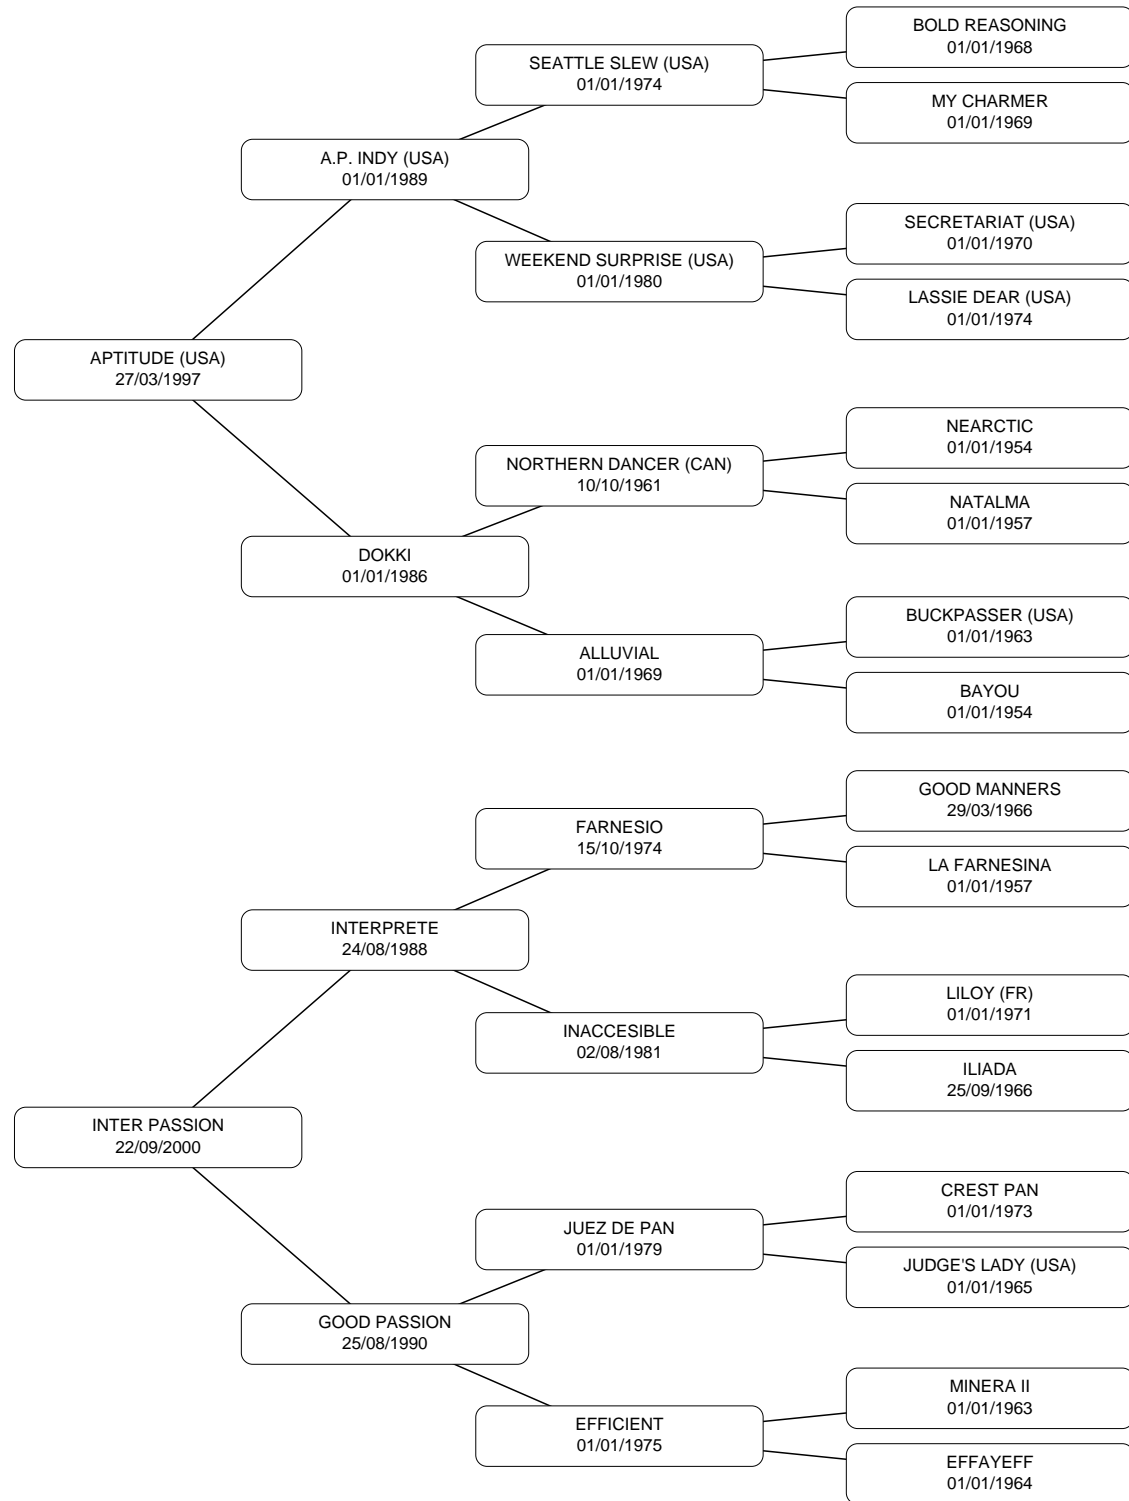 BOLD REASONING
01/01/1968
SEATTLE SLEW (USA)
01/01/1974
MY CHARMER
01/01/1969
A.P. INDY (USA)
01/01/1989
SECRETARIAT (USA)
01/01/1970
WEEKEND SURPRISE (USA)
01/01/1980
LASSIE DEAR (USA)
01/01/1974
APTITUDE (USA)
27/03/1997
NEARCTIC
01/01/1954
NORTHERN DANCER (CAN)
10/10/1961
NATALMA
01/01/1957
DOKKI
01/01/1986
BUCKPASSER (USA)
01/01/1963
ALLUVIAL
01/01/1969
BAYOU
01/01/1954
GOOD MANNERS
29/03/1966
FARNESIO
15/10/1974
LA FARNESINA
01/01/1957
INTERPRETE
24/08/1988
LILOY (FR)
01/01/1971
INACCESIBLE
02/08/1981
ILIADA
25/09/1966
INTER PASSION
22/09/2000
CREST PAN
01/01/1973
JUEZ DE PAN
01/01/1979
JUDGE'S LADY (USA)
01/01/1965
GOOD PASSION
25/08/1990
MINERA II
01/01/1963
EFFICIENT
01/01/1975
EFFAYEFF
01/01/1964